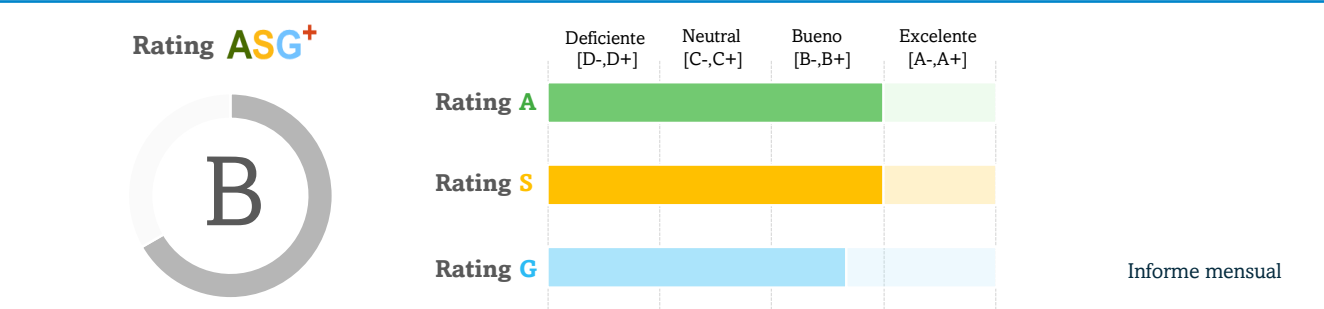 Rating ASG+
B
Deficiente Neutral Bueno Excelente
[D-,D+] [C-,C+] [B-,B+] [A-,A+]
Rating A
Rating S
Rating G
Informe mensual